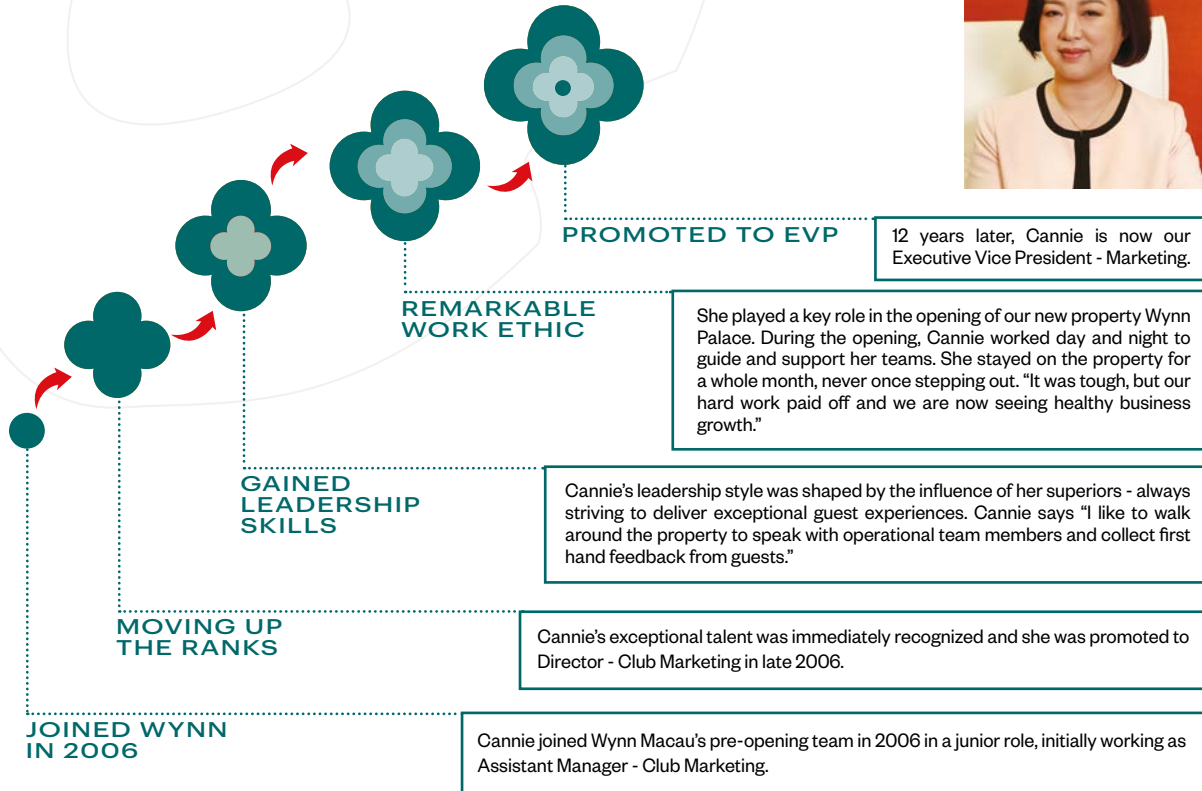 PROMOTED TO EVP
12 years later, Cannie is now our
Executive Vice President - Marketing.
REMARKABLE
WORK ETHIC
She played a key role in the opening of our new property Wynn
Palace. During the opening, Cannie worked day and night to
guide and support her teams. She stayed on the property for
a whole month, never once stepping out. “It was tough, but our
hard work paid off and we are now seeing healthy business
growth.”
GAINED
LEADERSHIP
SKILLS
Cannie’s leadership style was shaped by the influence of her superiors - always
striving to deliver exceptional guest experiences. Cannie says “I like to walk
around the property to speak with operational team members and collect first
hand feedback from guests.”
MOVING UP
THE RANKS
Cannie’s exceptional talent was immediately recognized and she was promoted to
Director - Club Marketing in late 2006.
JOINED WYNN
IN 2006
Cannie joined Wynn Macau’s pre-opening team in 2006 in a junior role, initially working as
Assistant Manager - Club Marketing.